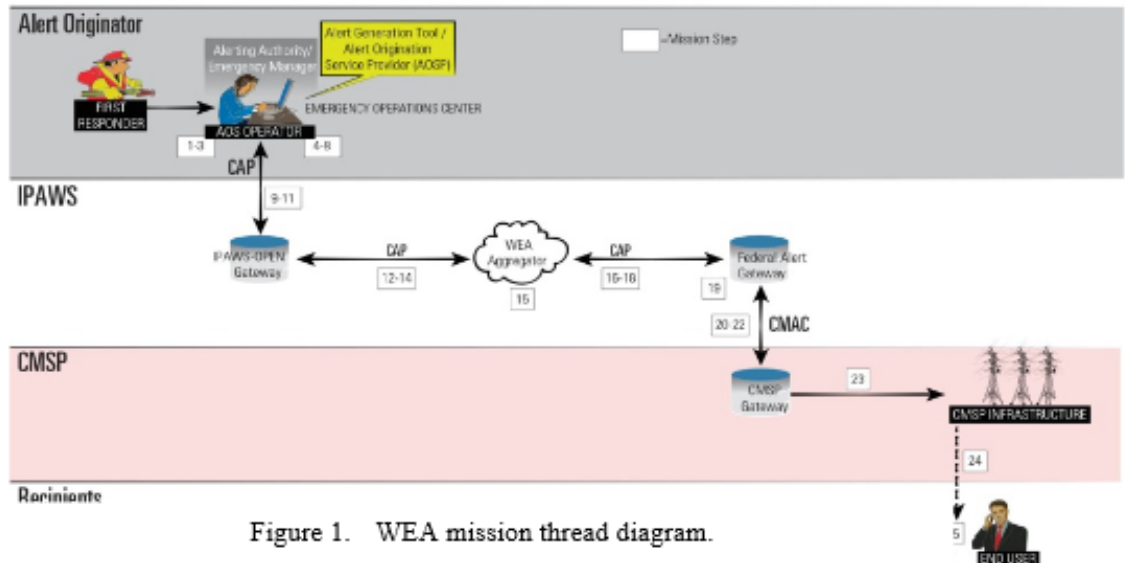 Alert Originator
Alert Generation Tool /
Alert Origination
Service Provider (AOSP)
=Mission Step
Alerting Authority/
Emergency Manager
FIRST
RESPONDER
EMERGENCY OPERATIONS CENTER
AOS OPERATOR
1-3
4-8
CAP
IPAWS
9-11
IPAWS-OPEN
Gateway
CAP
12-14
WEA
Aggregator
15
CAP
16-18
Federal Alert
Gateway
19
20-22
CMAC
CMSP
CMSP
Gateway
23
CMSP INFRASTRUCTURE
24
Recipients
5
END USER
Figure 1. WEA mission thread diagram.